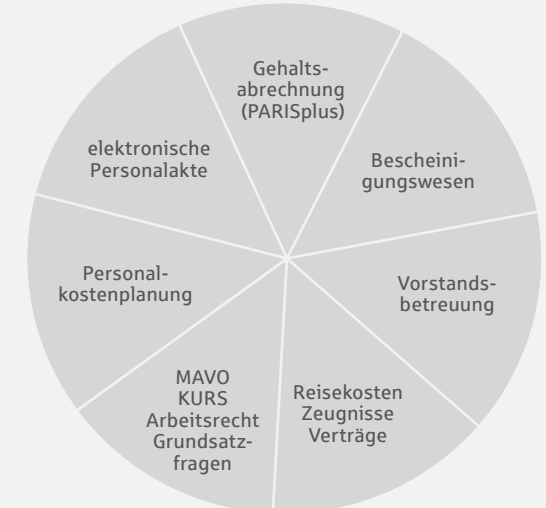 Gehalts-
abrechnung
(PARISplus)
Bescheini-
gungswesen
Vorstands-
betreuung
Reisekosten
Zeugnisse
Verträge
MAVO
KURS
Arbeitsrecht
Grundsatz-
fragen
Personal-
kostenplanung
elektronische
Personalakte